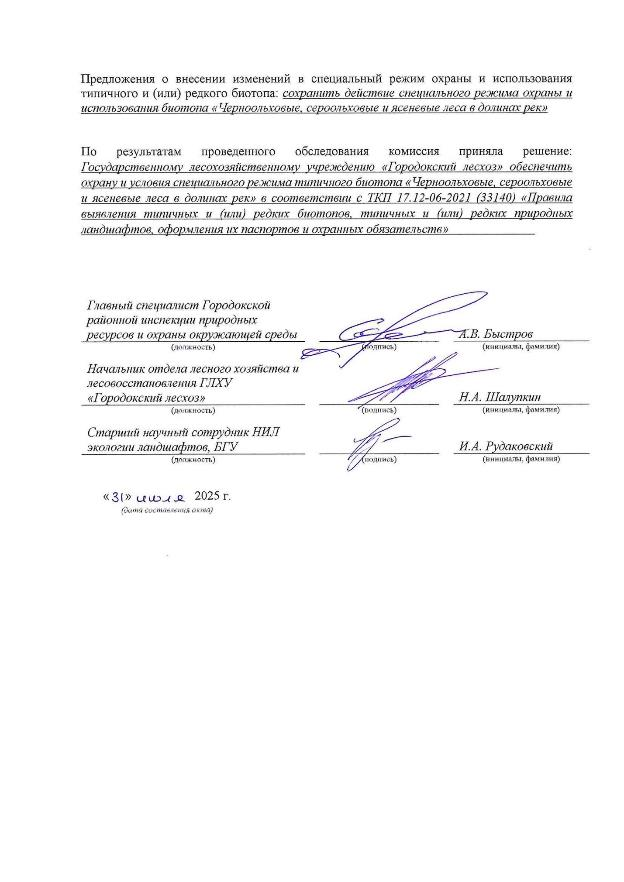 Предложения о внесении изменений в специальный режим охраны и использования
типичного и (или) редкого биотопа: сохранить действие специального режима охраны и
использования биотопа «Черноольховые, сероольховые и ясеневые леса в долинах рек»
По результатам проведенного обследования комиссия приняла решение:
Государственному лесохозяйственному учреждению «Городокский лесхоз» обеспечить
охрану и условия специального режима типичного биотопа «Черноольховые, сероольховые
и ясеневые леса в долинах рек» в соответствии с ТКП 17.12-06-2021 (33140) «Правила
выявления типичных и (или) редких биотопов, типичных и (или) редких природных
ландшафтов, оформления их паспортов и охранных обязательств»
Главный специалист Городокской
районной инспекции природных
ресурсов и охраны окружающей среды А.В. Быстров
(должность) (подпись) (инициалы, фамилия)
Начальник отдела лесного хозяйства и
лесовосстановления ГЛХУ
«Городокский лесхоз» Н.А. Шалупкин
(должность) (подпись) (инициалы, фамилия)
Старший научный сотрудник НИЛ
экологии ландшафтов, БГУ И.А. Рудаковский
(должность) (подпись) (инициалы, фамилия)
«31» июля 2025 г.
(дата составления акта)